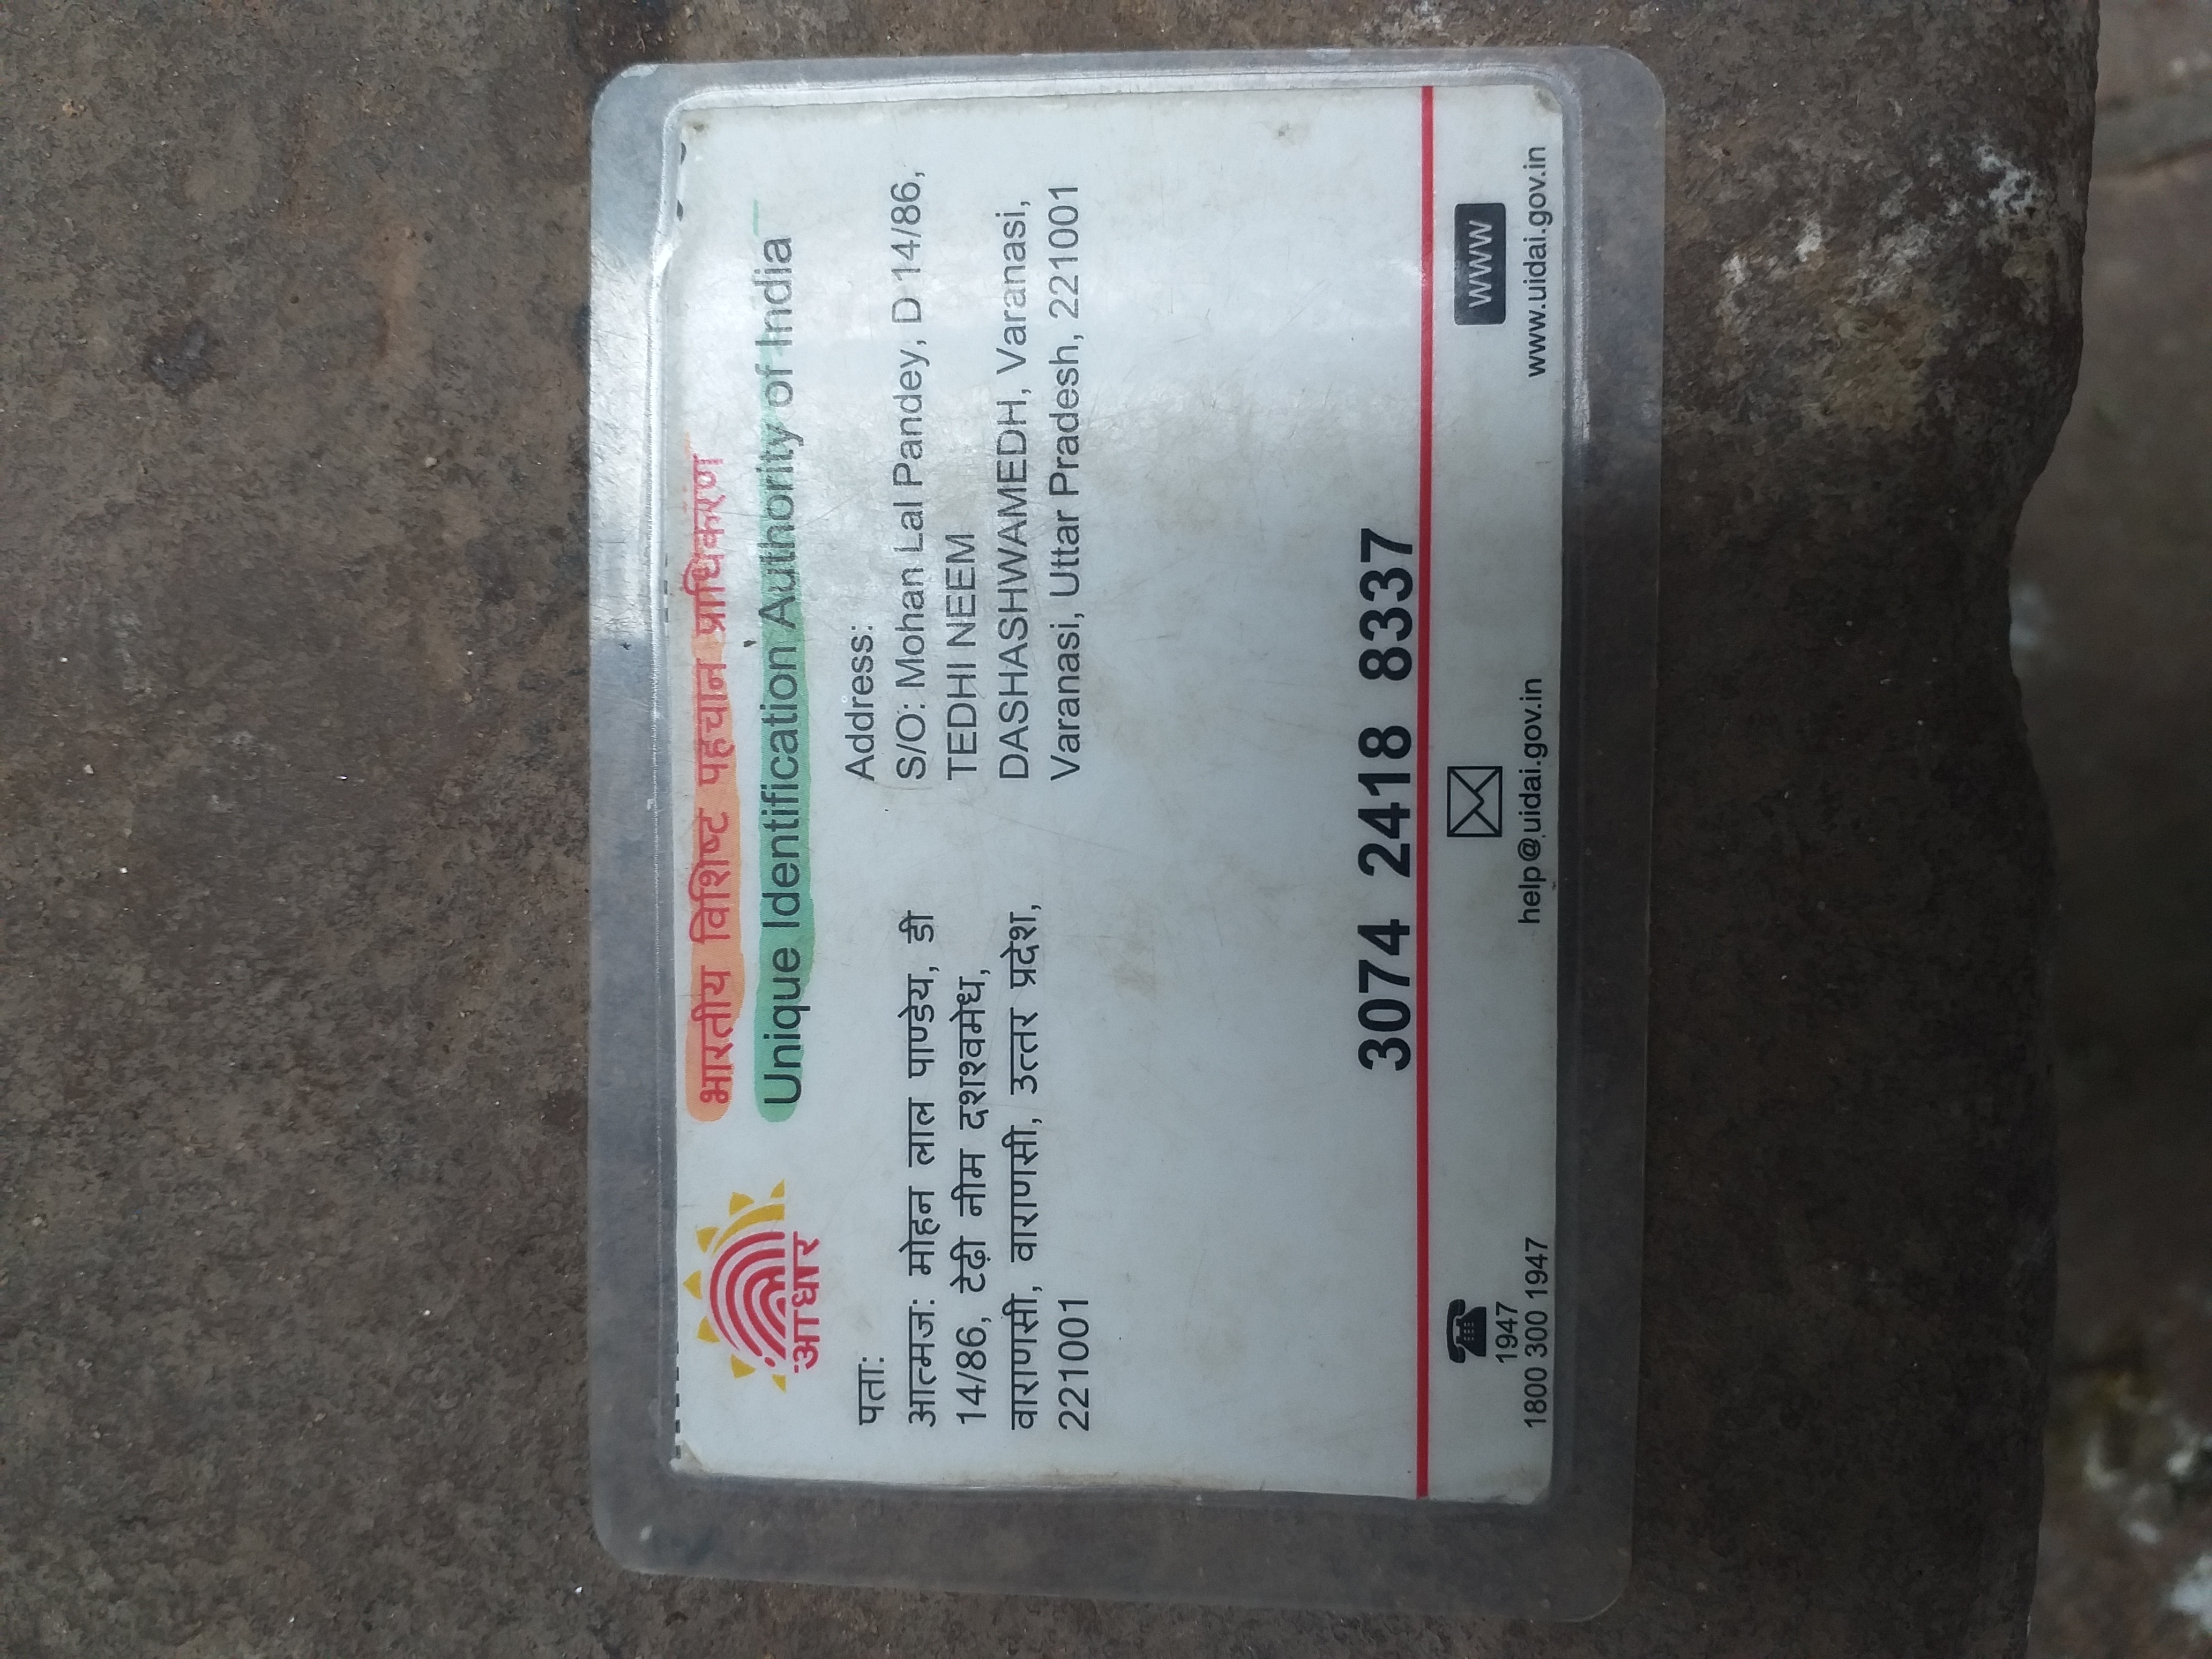 भारतीय विशिष्ट पहचान प्राधिकरण
Unique Identification Authority of India
आधार
पता:
आत्मज: मोहन लाल पाण्डेय, डी
14/86, टेढ़ी नीम दशश्वमेध,
वाराणसी, वाराणसी, उत्तर प्रदेश,
221001
Address:
S/O: Mohan Lal Pandey, D 14/86,
TEDHI NEEM
DASHASHWAMEDH, Varanasi,
Varanasi, Uttar Pradesh, 221001
3074 2418 8337
1947
1800 300 1947
help@uidai.gov.in
www
www.uidai.gov.in